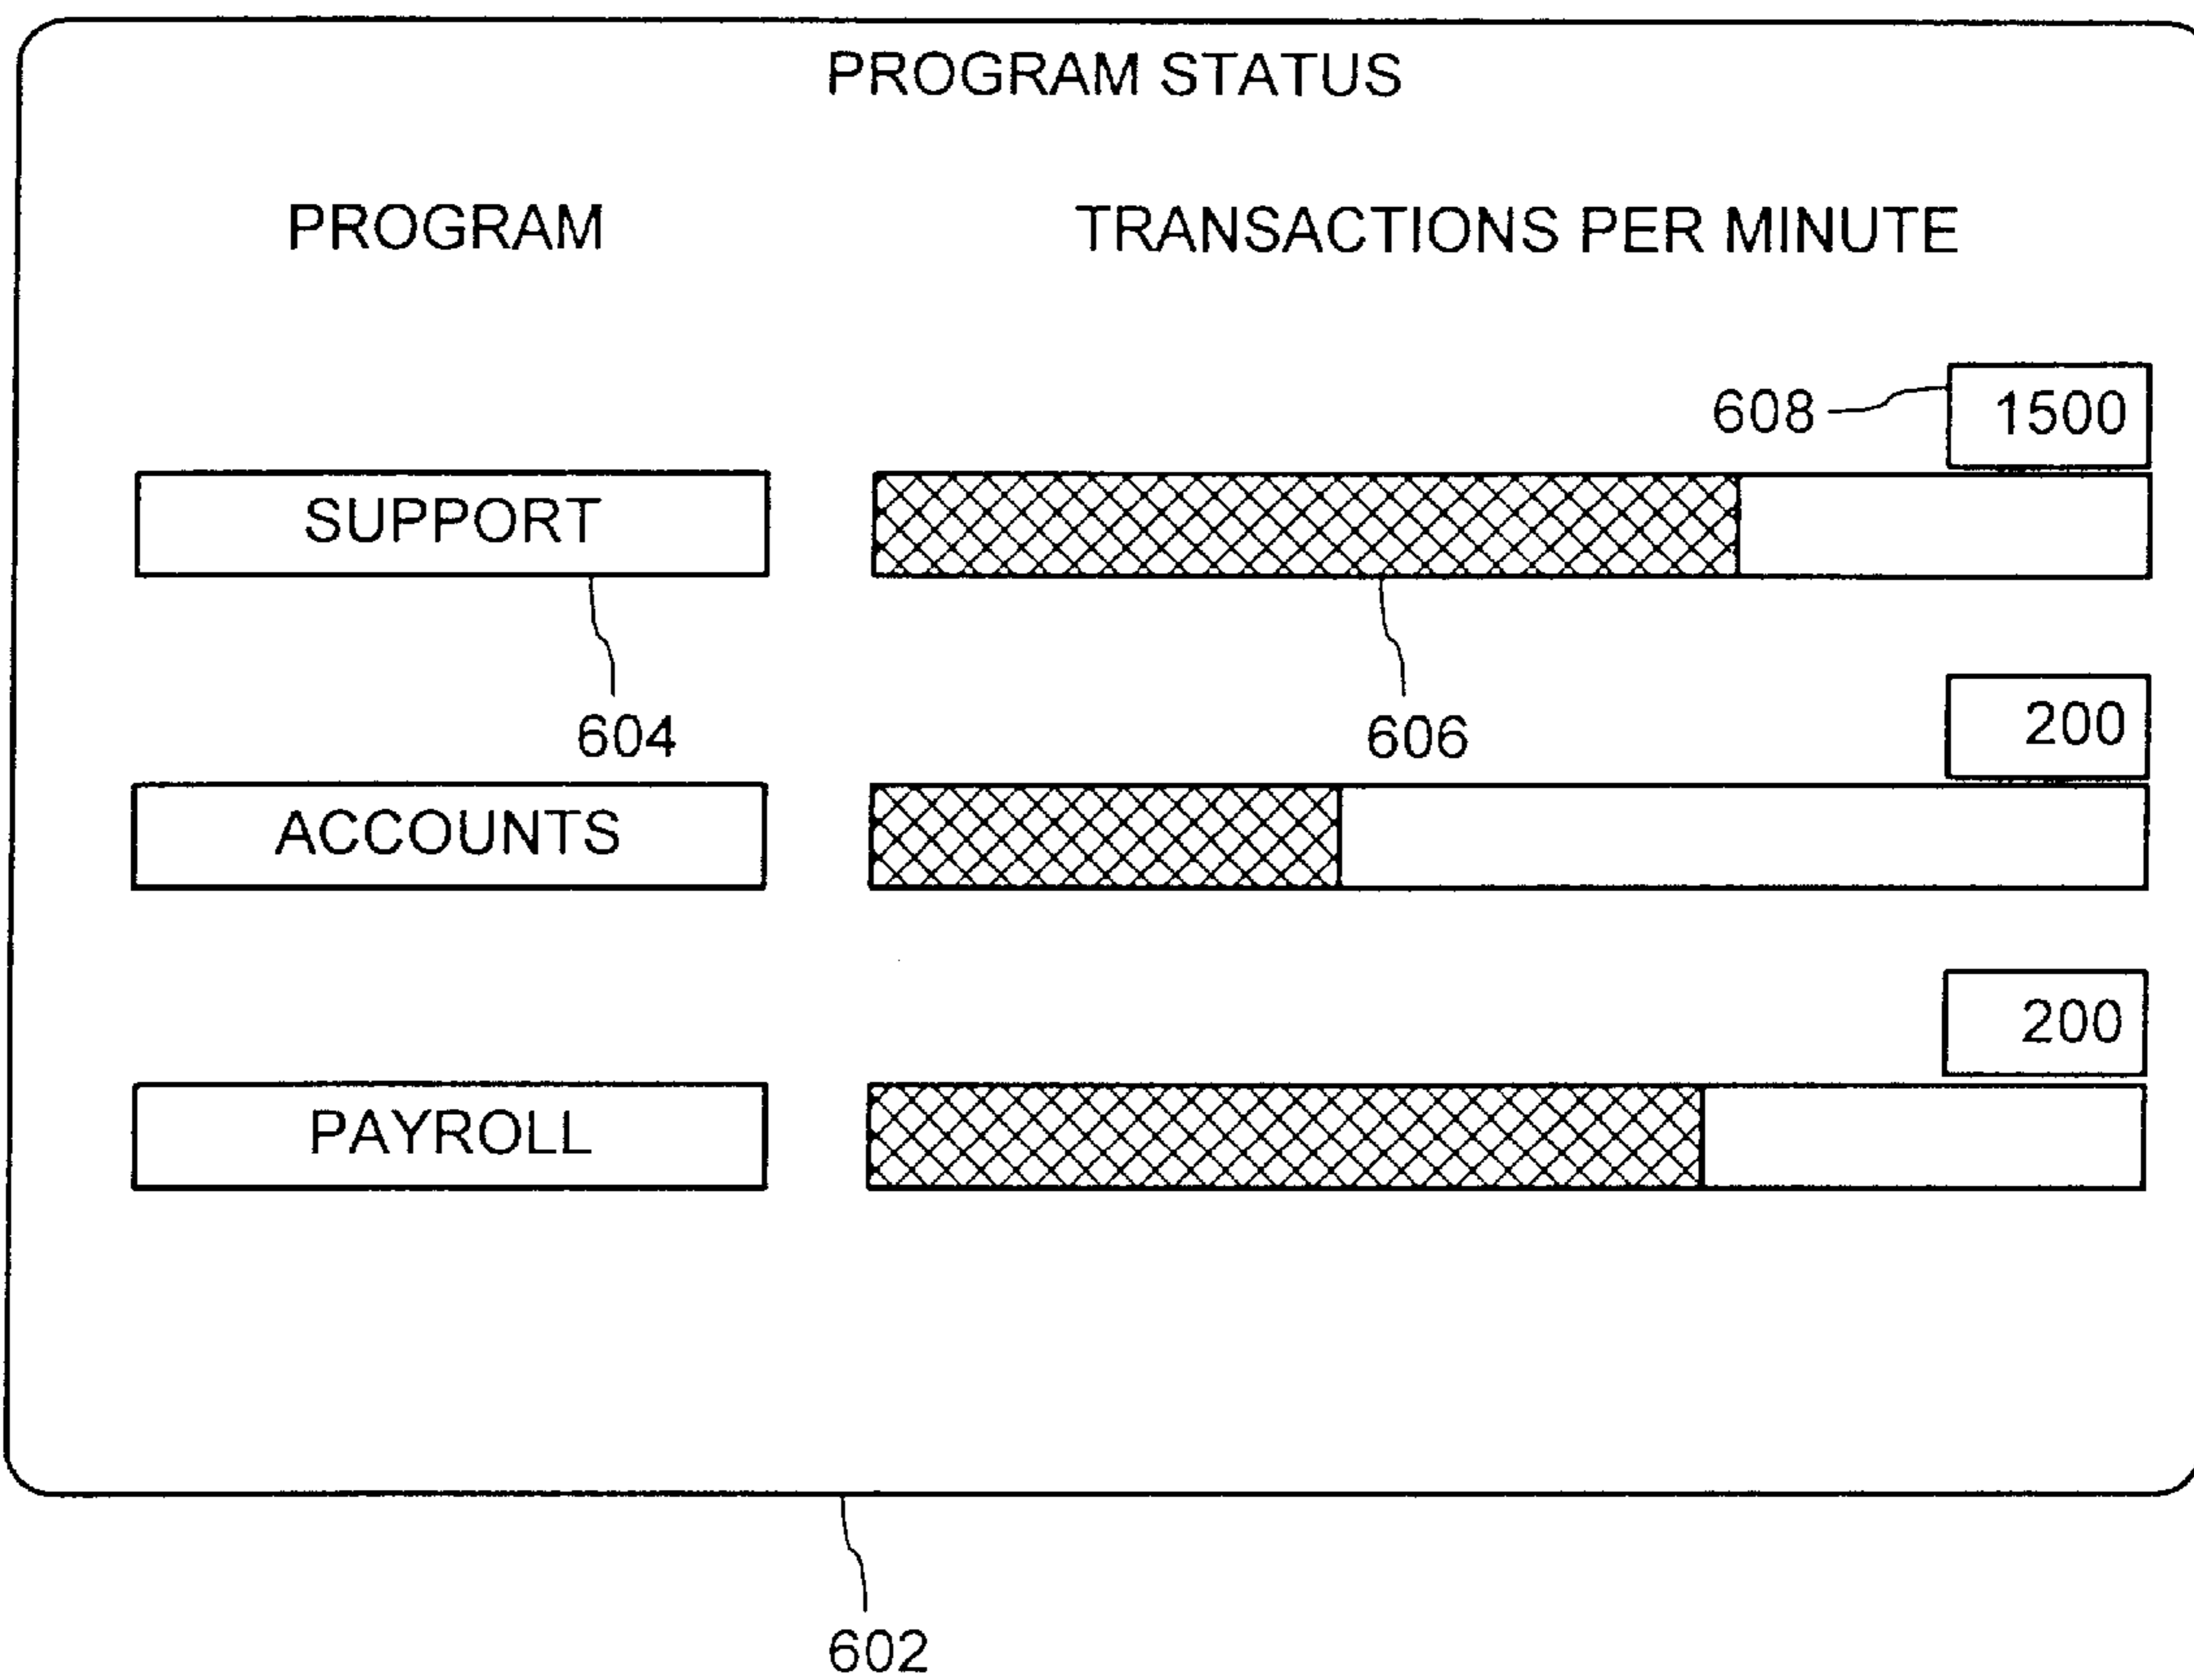 PROGRAM STATUS
PROGRAM TRANSACTIONS PER MINUTE
608 1500
SUPPORT
604 606 200
ACCOUNTS
200
PAYROLL
602